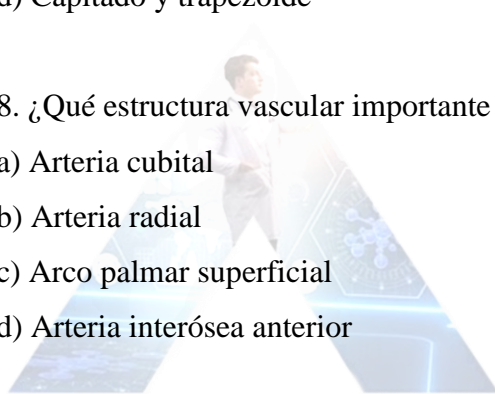 d) Capitado y trapezoide
8. ¿Qué estructura vascular importante
a) Arteria cubital
b) Arteria radial
c) Arco palmar superficial
d) Arteria interósea anterior